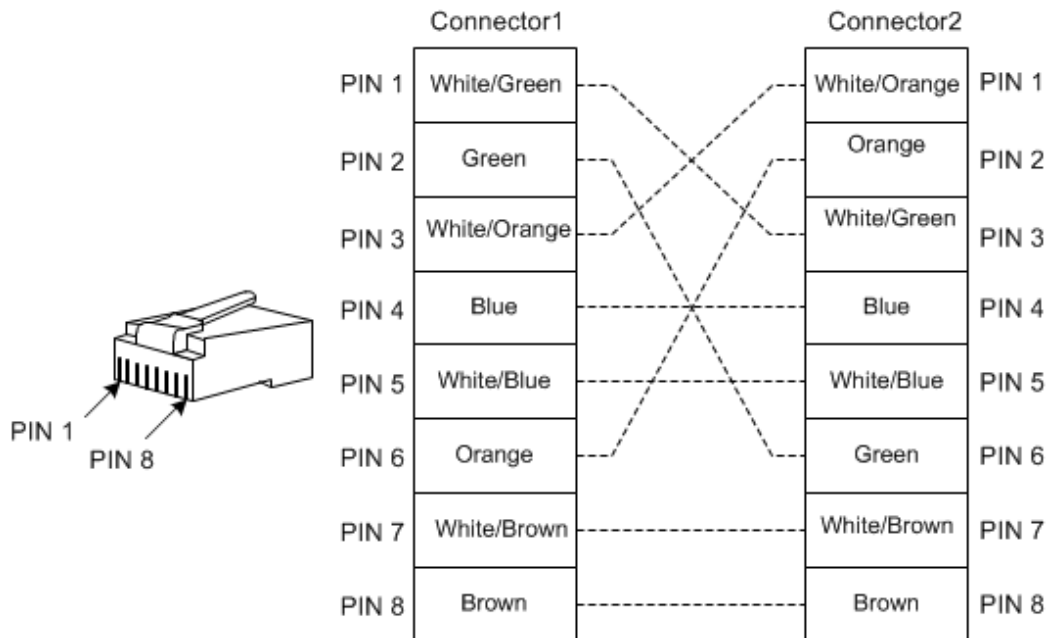 Connector1 Connector2
PIN 1 White/Green White/Orange PIN 1
PIN 2 Green Orange PIN 2
PIN 3 White/Orange White/Green PIN 3
PIN 4 Blue Blue PIN 4
PIN 5 White/Blue White/Blue PIN 5
PIN 6 Orange Green PIN 6
PIN 7 White/Brown White/Brown PIN 7
PIN 8 Brown Brown PIN 8
PIN 1
PIN 8